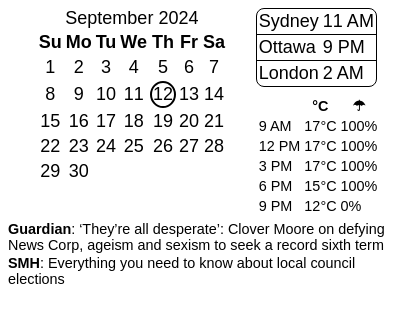 September 2024
Su Mo Tu We Th Fr Sa
1 2 3 4 5 6 7
8 9 10 11 12 13 14
15 16 17 18 19 20 21
22 23 24 25 26 27 28
29 30
Sydney 11 AM
Ottawa 9 PM
London 2 AM
°C ☂
9 AM 17°C 100%
12 PM 17°C 100%
3 PM 17°C 100%
6 PM 15°C 100%
9 PM 12°C 0%
Guardian: ‘They’re all desperate’: Clover Moore on defying
News Corp, ageism and sexism to seek a record sixth term
SMH: Everything you need to know about local council
elections